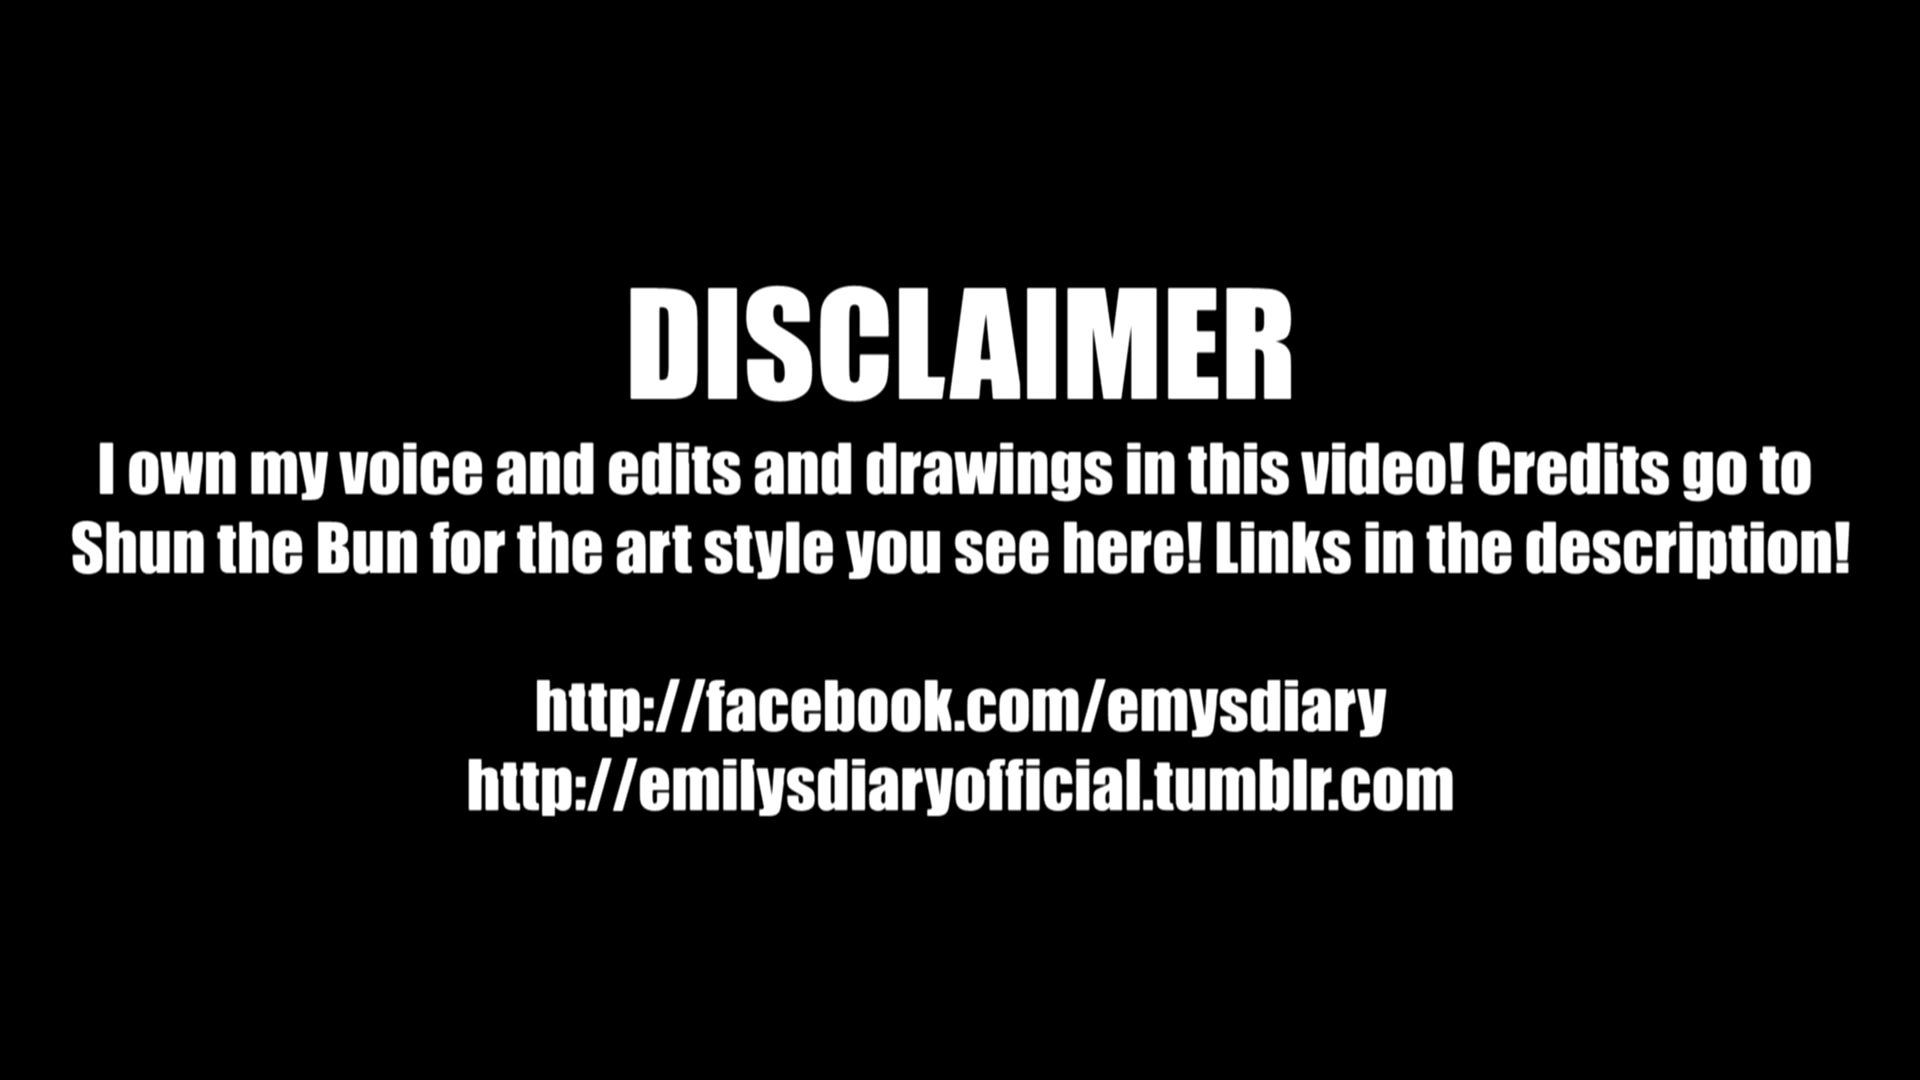 DISCLAIMER
I own my voice and edits and drawings in this video! Credits go to
Shun the Bun for the art style you see here! Links in the description!
http://facebook.com/emysdiary
http://emilysdiaryofficial.tumblr.com